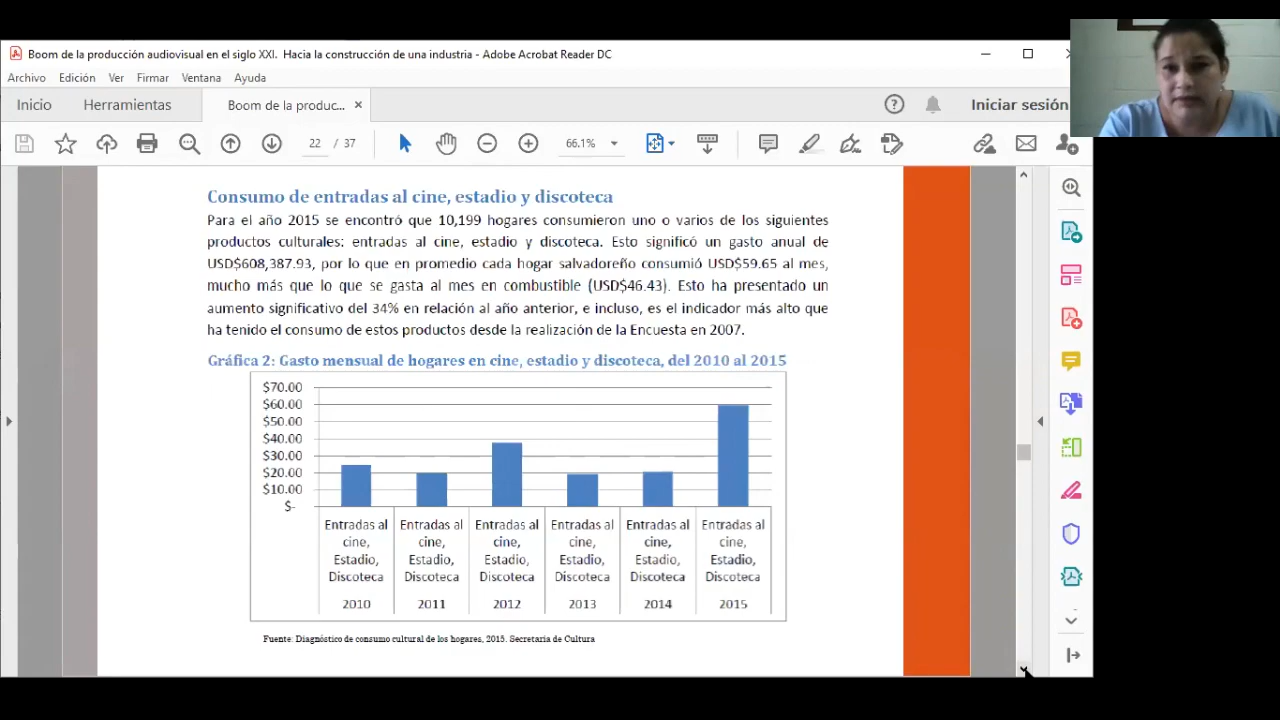 Boom de la producción audiovisual en el siglo XXI. Hacia la construcción de una industria - Adobe Acrobat Reader DC
Archivo Edición Ver Firmar Ventana Ayuda
Inicio Herramientas Boom de la produc... Iniciar sesión
22 / 37 66.1%
Consumo de entradas al cine, estadio y discoteca
Para el año 2015 se encontró que 10,199 hogares consumieron uno o varios de los siguientes
productos culturales: entradas al cine, estadio y discoteca. Esto significó un gasto anual de
USD$608,387.93, por lo que en promedio cada hogar salvadoreño consumió USD$59.65 al mes,
mucho más que lo que se gasta al mes en combustible (USD$46.43). Esto ha presentado un
aumento significativo del 34% en relación al año anterior, e incluso, es el indicador más alto que
ha tenido el consumo de estos productos desde la realización de la Encuesta en 2007.
Gráfica 2: Gasto mensual de hogares en cine, estadio y discoteca, del 2010 al 2015
$70.00
$60.00
$50.00
$40.00
$30.00
$20.00
$10.00
$-
Entradas al Entradas al Entradas al Entradas al Entradas al Entradas al
cine, cine, cine, cine, cine, cine,
Estadio, Estadio, Estadio, Estadio, Estadio, Estadio,
Discoteca Discoteca Discoteca Discoteca Discoteca Discoteca
2010 2011 2012 2013 2014 2015
Fuente: Diagnóstico de consumo cultural de los hogares, 2015. Secretaria de Cultura